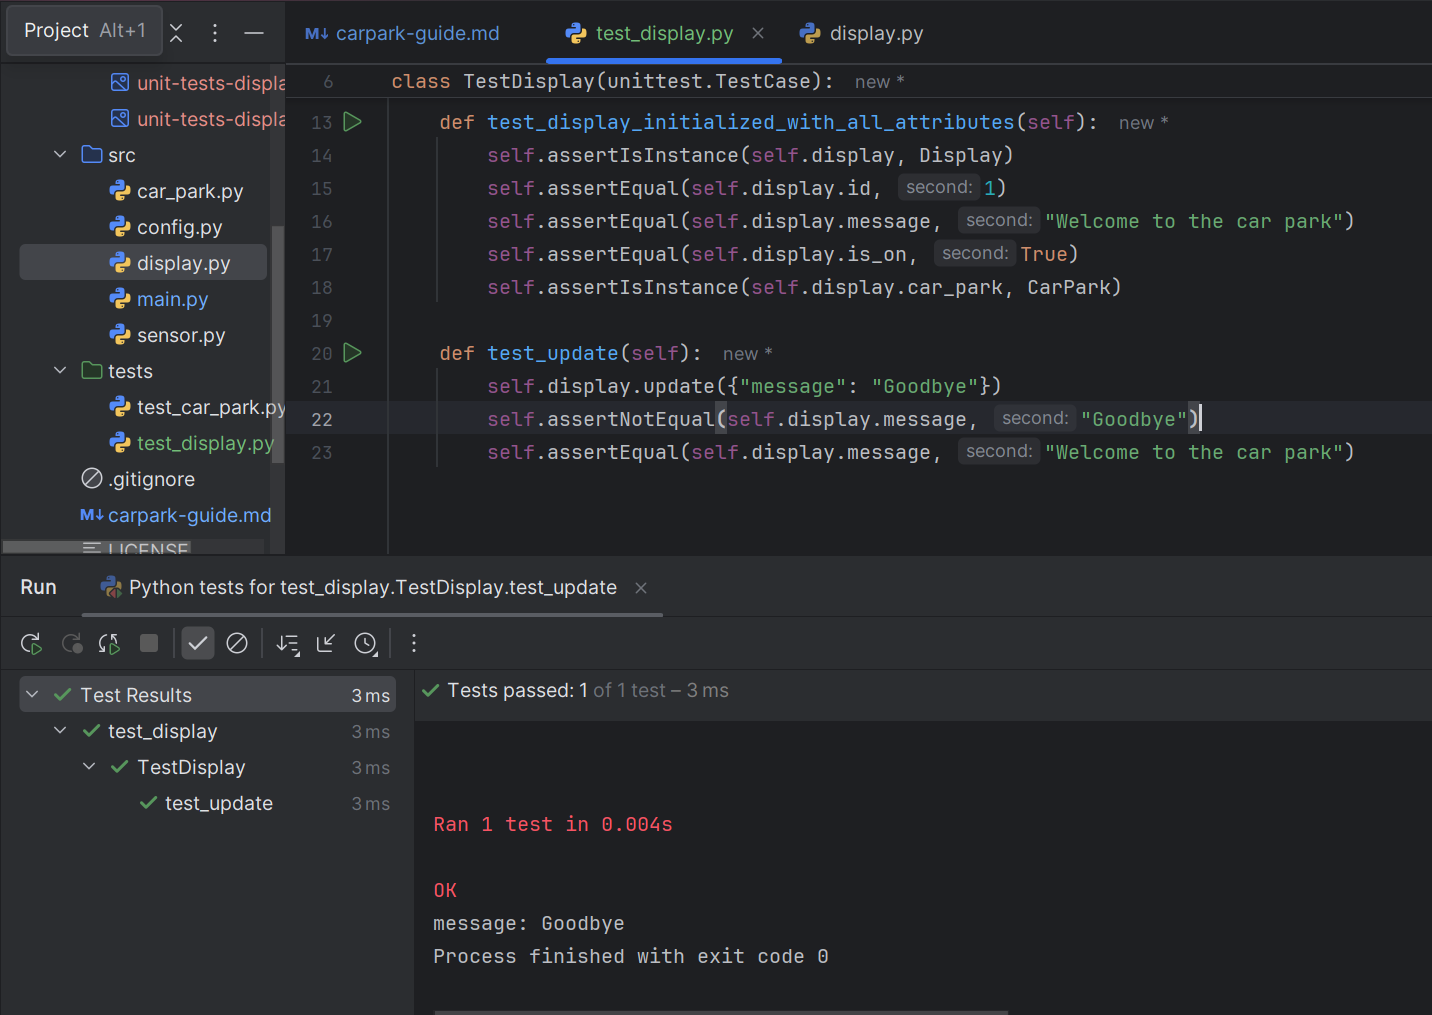 Project Alt+1
carpark-guide.md
test_display.py
display.py
unit-tests-displa
unit-tests-displa
src
car_park.py
config.py
display.py
main.py
sensor.py
tests
test_car_park.py
test_display.py
.gitignore
M↓ carpark-guide.md
LICENSE
6 class TestDisplay(unittest.TestCase): new *
13 def test_display_initialized_with_all_attributes(self): new *
14 self.assertIsInstance(self.display, Display)
15 self.assertEqual(self.display.id, second: 1)
16 self.assertEqual(self.display.message, second: "Welcome to the car park")
17 self.assertEqual(self.display.is_on, second: True)
18 self.assertIsInstance(self.display.car_park, CarPark)
19
20 def test_update(self): new *
21 self.display.update({"message": "Goodbye"})
22 self.assertNotEqual(self.display.message, second: "Goodbye")
23 self.assertEqual(self.display.message, second: "Welcome to the car park")
Run Python tests for test_display.TestDisplay.test_update
Test Results 3 ms
test_display 3 ms
TestDisplay 3 ms
test_update 3 ms
Tests passed: 1 of 1 test – 3 ms
Ran 1 test in 0.004s
OK
message: Goodbye
Process finished with exit code 0